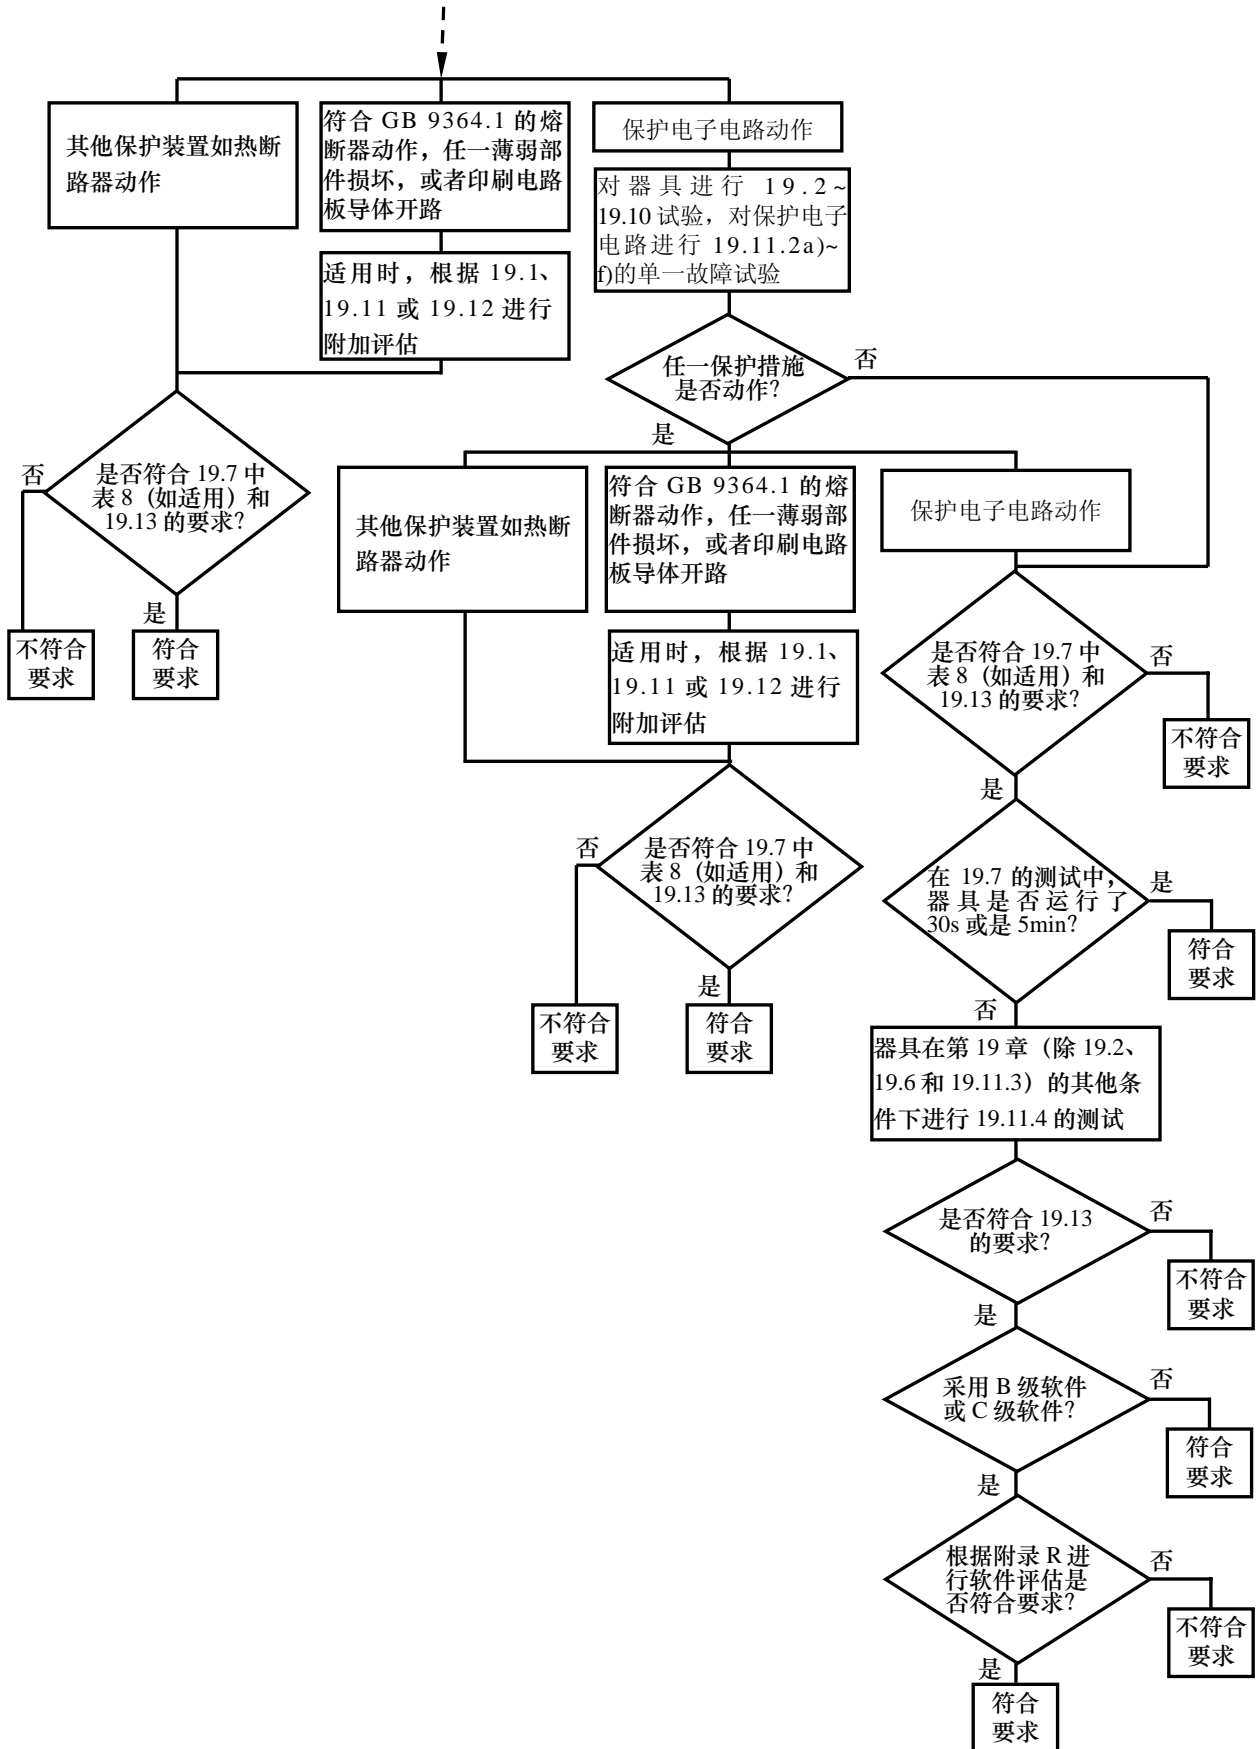 其他保护装置如热断
路器动作
符合 GB 9364.1 的熔
断器动作，任一薄弱部
件损坏，或者印刷电路
板导体开路
保护电子电路动作
对器具进行 19.2~
19.10 试验，对保护电子
电路进行 19.11.2a)~
f)的单一故障试验
适用时，根据 19.1、
19.11 或 19.12 进行
附加评估
任一保护措施
是否动作？
否
是
是否符合 19.7 中
表 8（如适用）和
19.13 的要求？
否
是
不符合
要求
符合
要求
其他保护装置如热断
路器动作
符合 GB 9364.1 的熔
断器动作，任一薄弱部
件损坏，或者印刷电路
板导体开路
保护电子电路动作
适用时，根据 19.1、
19.11 或 19.12 进行
附加评估
是否符合 19.7 中
表 8（如适用）和
19.13 的要求？
否
是
不符合
要求
符合
要求
是否符合 19.7 中
表 8（如适用）和
19.13 的要求？
否
不符合
要求
是
在 19.7 的测试中，
器具是否运行了
30s 或是 5min？
是
符合
要求
否
器具在第 19 章（除 19.2、
19.6 和 19.11.3）的其他条
件下进行 19.11.4 的测试
是否符合 19.13
的要求？
否
不符合
要求
是
采用 B 级软件
或 C 级软件？
否
符合
要求
是
根据附录 R 进
行软件评估是
否符合要求？
否
不符合
要求
是
符合
要求